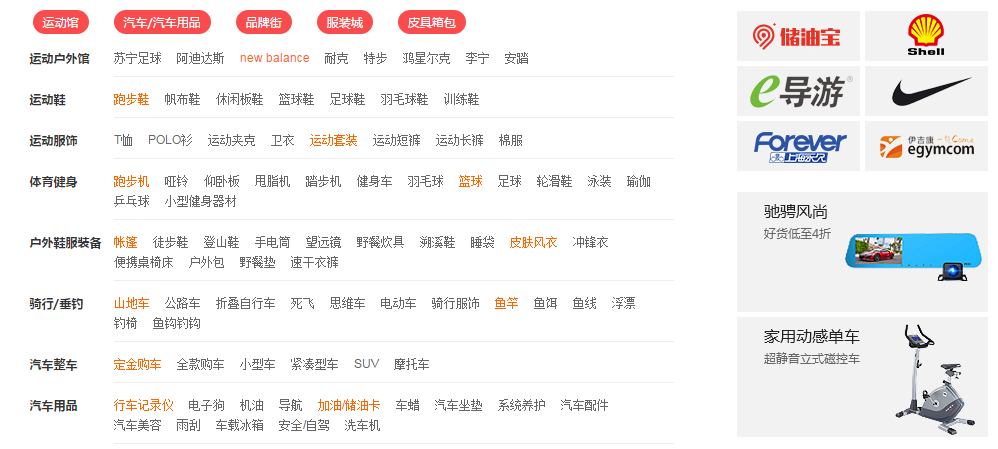 运动馆 汽车/汽车用品 品牌街 服装城 皮具箱包
运动户外馆 苏宁足球 阿迪达斯 new balance 耐克 特步 鸿星尔克 李宁 安踏
运动鞋 跑步鞋 帆布鞋 休闲板鞋 篮球鞋 足球鞋 羽毛球鞋 训练鞋
运动服饰 T恤 POLO衫 运动夹克 卫衣 运动套装 运动短裤 运动长裤 棉服
体育健身 跑步机 哑铃 仰卧板 甩脂机 踏步机 健身车 羽毛球 篮球 足球 轮滑鞋 泳装 瑜伽
乒乓球 小型健身器材
户外鞋服装备 帐篷 徒步鞋 登山鞋 手电筒 望远镜 野餐炊具 溯溪鞋 睡袋 皮肤风衣 冲锋衣
便携桌椅床 户外包 野餐垫 速干衣裤
骑行/垂钓 山地车 公路车 折叠自行车 死飞 思维车 电动车 骑行服饰 鱼竿 鱼饵 鱼线 浮漂
钓椅 鱼钩钓钩
汽车整车 定金购车 全款购车 小型车 紧凑型车 SUV 摩托车
汽车用品 行车记录仪 电子狗 机油 导航 加油/储油卡 车蜡 汽车坐垫 系统养护 汽车配件
汽车美容 雨刮 车载冰箱 安全/自驾 洗车机
储油宝
Shell
e导游®
Forever
上海永久
伊吉康
egymcom
驰骋风尚
好货低至4折
家用动感单车
超静音立式磁控车